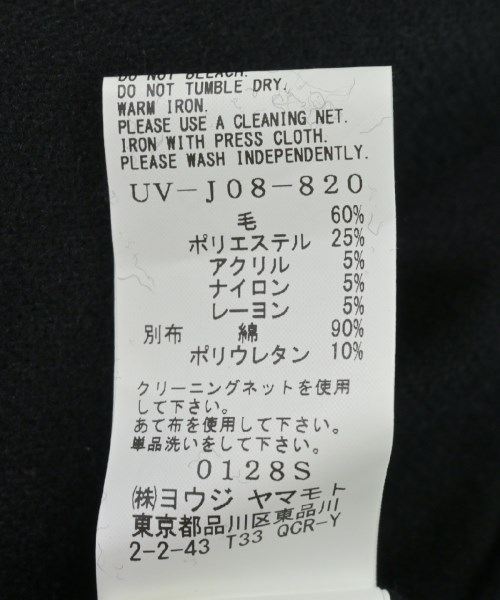 DO NOT BLEACH.
DO NOT TUMBLE DRY.
WARM IRON.
PLEASE USE A CLEANING NET.
IRON WITH PRESS CLOTH.
PLEASE WASH INDEPENDENTLY.
UV-J08-820
毛 60%
ポリエステル 25%
アクリル 5%
ナイロン 5%
レーヨン 5%
別布 綿 90%
ポリウレタン 10%
クリーニングネットを使用
して下さい。
あて布を使用して下さい。
単品洗いをして下さい。
0128S
㈱ヨウジ ヤマモト
東京都品川区東品川
2-2-43 T33 QCR-Y